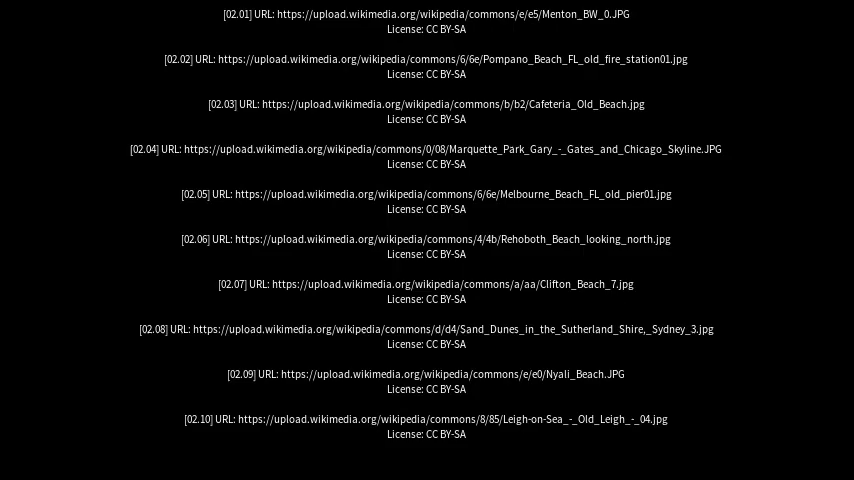 [02.01] URL: https://upload.wikimedia.org/wikipedia/commons/e/e5/Menton_BW_0.JPG
License: CC BY-SA
[02.02] URL: https://upload.wikimedia.org/wikipedia/commons/6/6e/Pompano_Beach_FL_old_fire_station01.jpg
License: CC BY-SA
[02.03] URL: https://upload.wikimedia.org/wikipedia/commons/b/b2/Cafeteria_Old_Beach.jpg
License: CC BY-SA
[02.04] URL: https://upload.wikimedia.org/wikipedia/commons/0/08/Marquette_Park_Gary_-_Gates_and_Chicago_Skyline.JPG
License: CC BY-SA
[02.05] URL: https://upload.wikimedia.org/wikipedia/commons/6/6e/Melbourne_Beach_FL_old_pier01.jpg
License: CC BY-SA
[02.06] URL: https://upload.wikimedia.org/wikipedia/commons/4/4b/Rehoboth_Beach_looking_north.jpg
License: CC BY-SA
[02.07] URL: https://upload.wikimedia.org/wikipedia/commons/a/aa/Clifton_Beach_7.jpg
License: CC BY-SA
[02.08] URL: https://upload.wikimedia.org/wikipedia/commons/d/d4/Sand_Dunes_in_the_Sutherland_Shire,_Sydney_3.jpg
License: CC BY-SA
[02.09] URL: https://upload.wikimedia.org/wikipedia/commons/e/e0/Nyali_Beach.JPG
License: CC BY-SA
[02.10] URL: https://upload.wikimedia.org/wikipedia/commons/8/85/Leigh-on-Sea_-_Old_Leigh_-_04.jpg
License: CC BY-SA